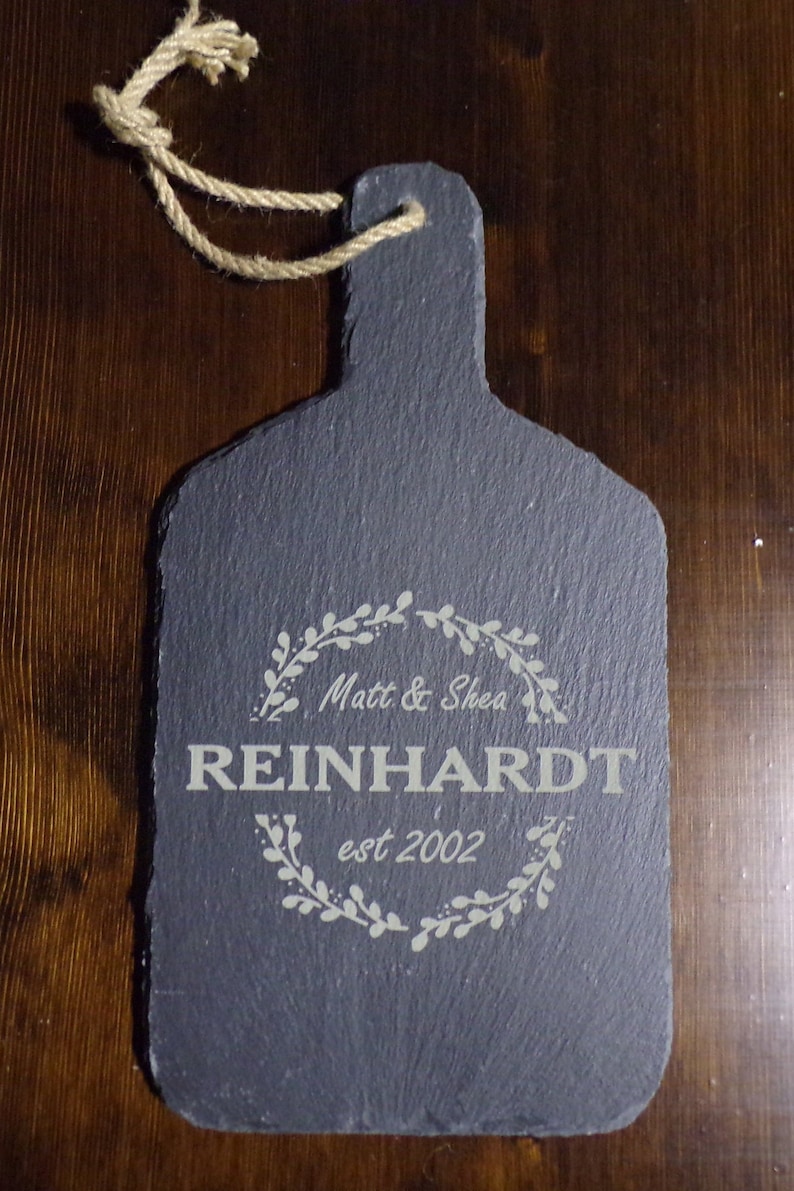 Matt & Shea
REINHARDT
est 2002